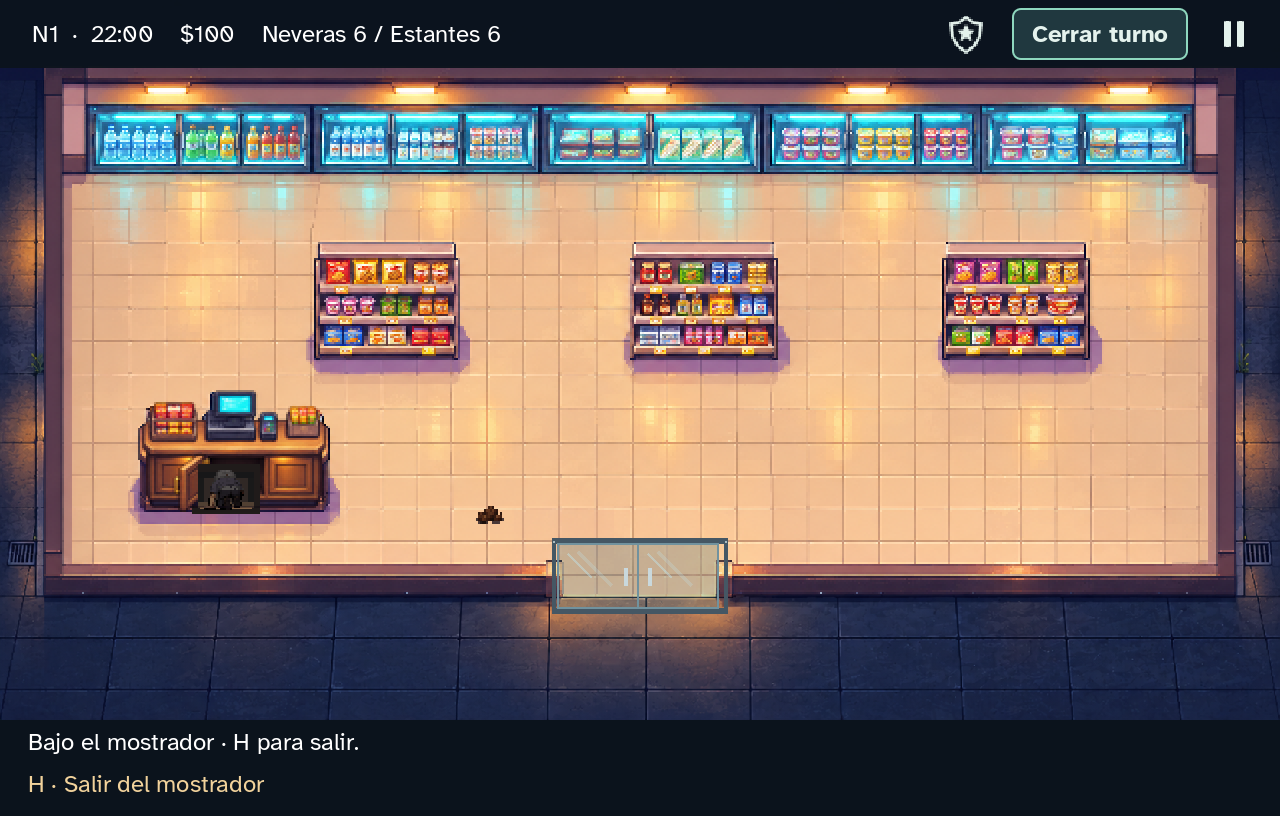 N1 · 22:00 $100 Neveras 6 / Estantes 6
Cerrar turno
Bajo el mostrador · H para salir.
H · Salir del mostrador